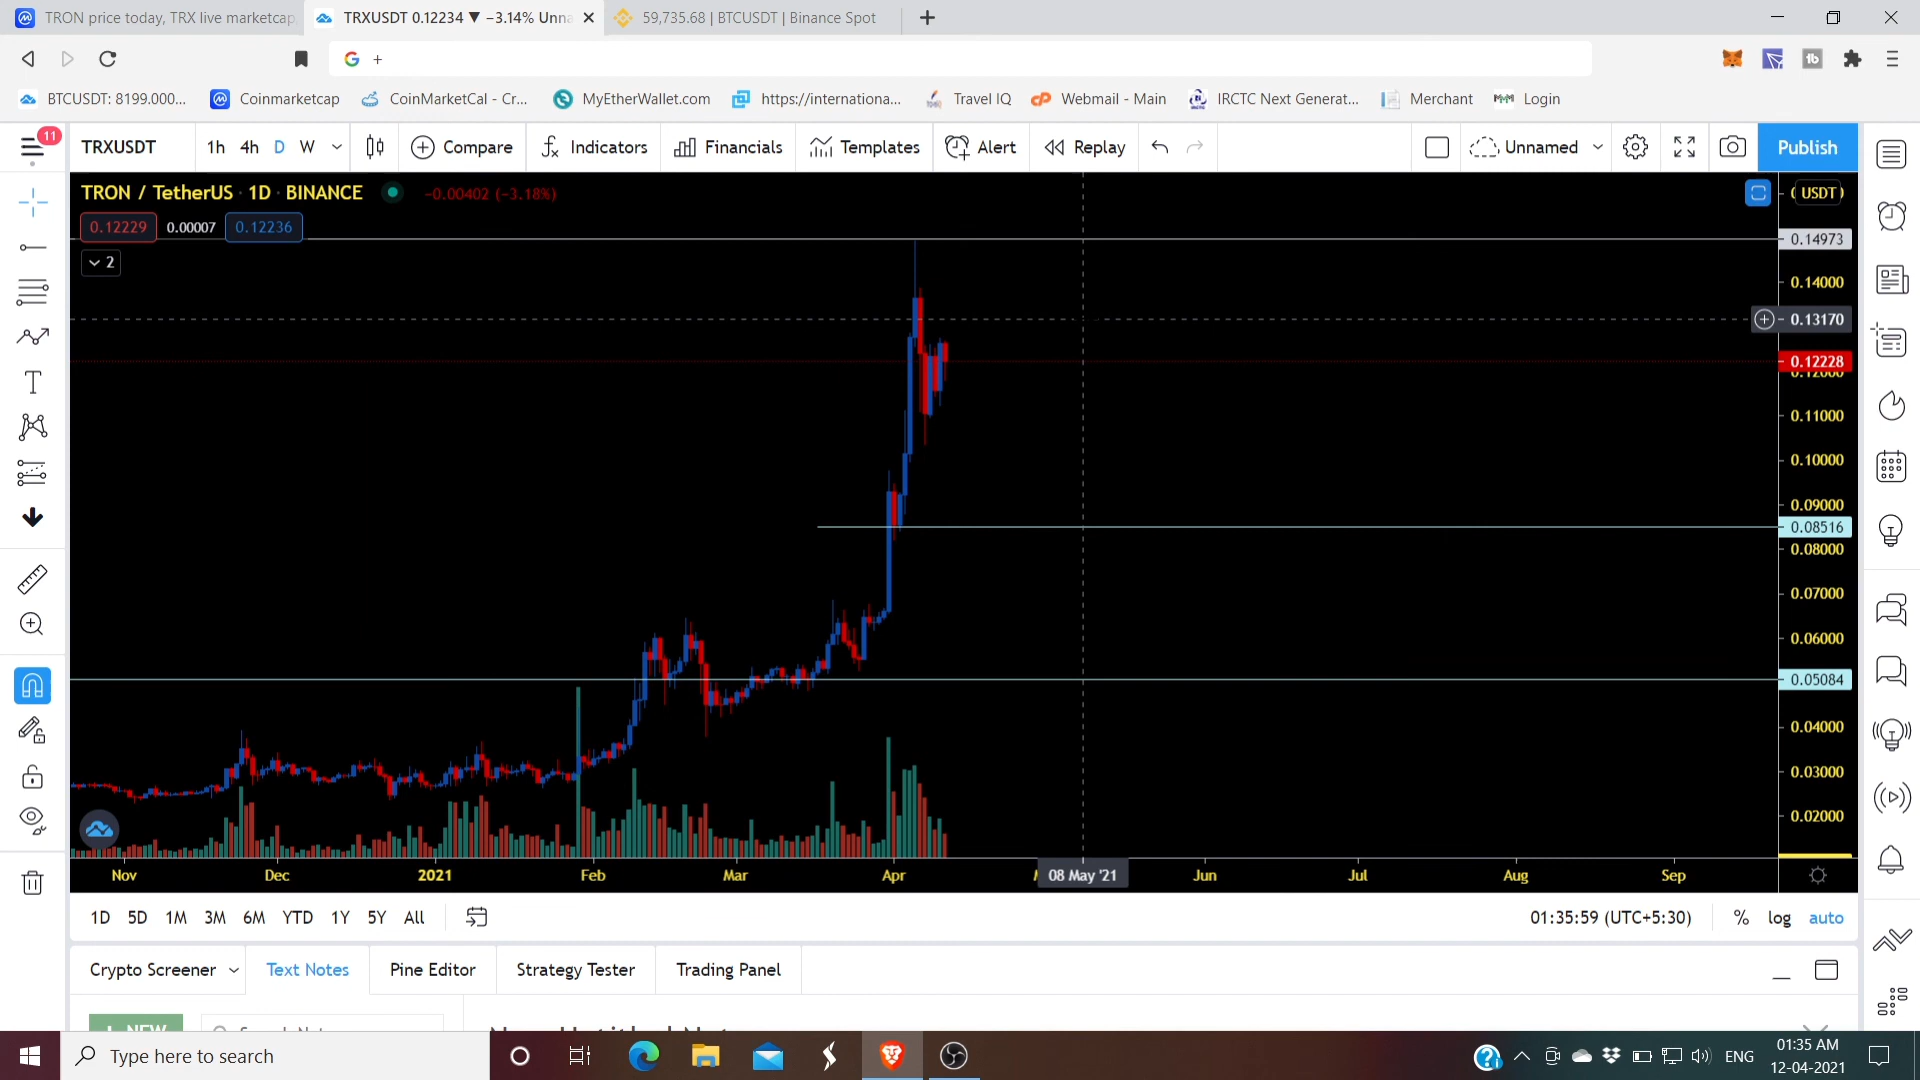 TRON price today, TRX live marketcap,
TRXUSDT 0.12234 ▼ −3.14% Unna
59,735.68 | BTCUSDT | Binance Spot
BTCUSDT: 8199.000...
Coinmarketcap
CoinMarketCal - Cr...
MyEtherWallet.com
https://internationa...
Travel IQ
Webmail - Main
IRCTC Next Generat...
Merchant
Login
11
TRXUSDT
1h 4h D W
Compare
Indicators
Financials
Templates
Alert
Replay
Unnamed
Publish
TRON / TetherUS · 1D · BINANCE
−0.00402 (−3.18%)
USDT
0.12229 0.00007 0.12236
2
0.14973
0.14000
0.13170
0.12228
0.12000
0.11000
0.10000
0.09000
0.08516
0.08000
0.07000
0.06000
0.05084
0.04000
0.03000
0.02000
Nov Dec 2021 Feb Mar Apr 08 May '21 Jun Jul Aug Sep
1D 5D 1M 3M 6M YTD 1Y 5Y All
01:35:59 (UTC+5:30)
% log auto
Crypto Screener
Text Notes
Pine Editor
Strategy Tester
Trading Panel
Type here to search
ENG
01:35 AM
12-04-2021